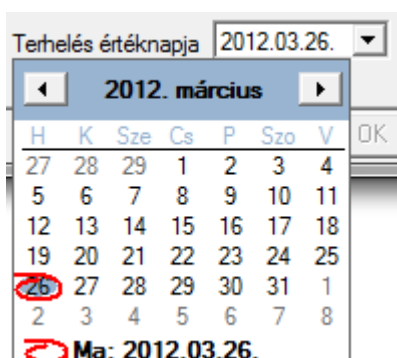 Terhelés értéknapja 2012.03.26.
2012. március
OK
H K Sze Cs P Szo V
27 28 29 1 2 3 4
5 6 7 8 9 10 11
12 13 14 15 16 17 18
19 20 21 22 23 24 25
26 27 28 29 30 31 1
2 3 4 5 6 7 8
Ma: 2012.03.26.